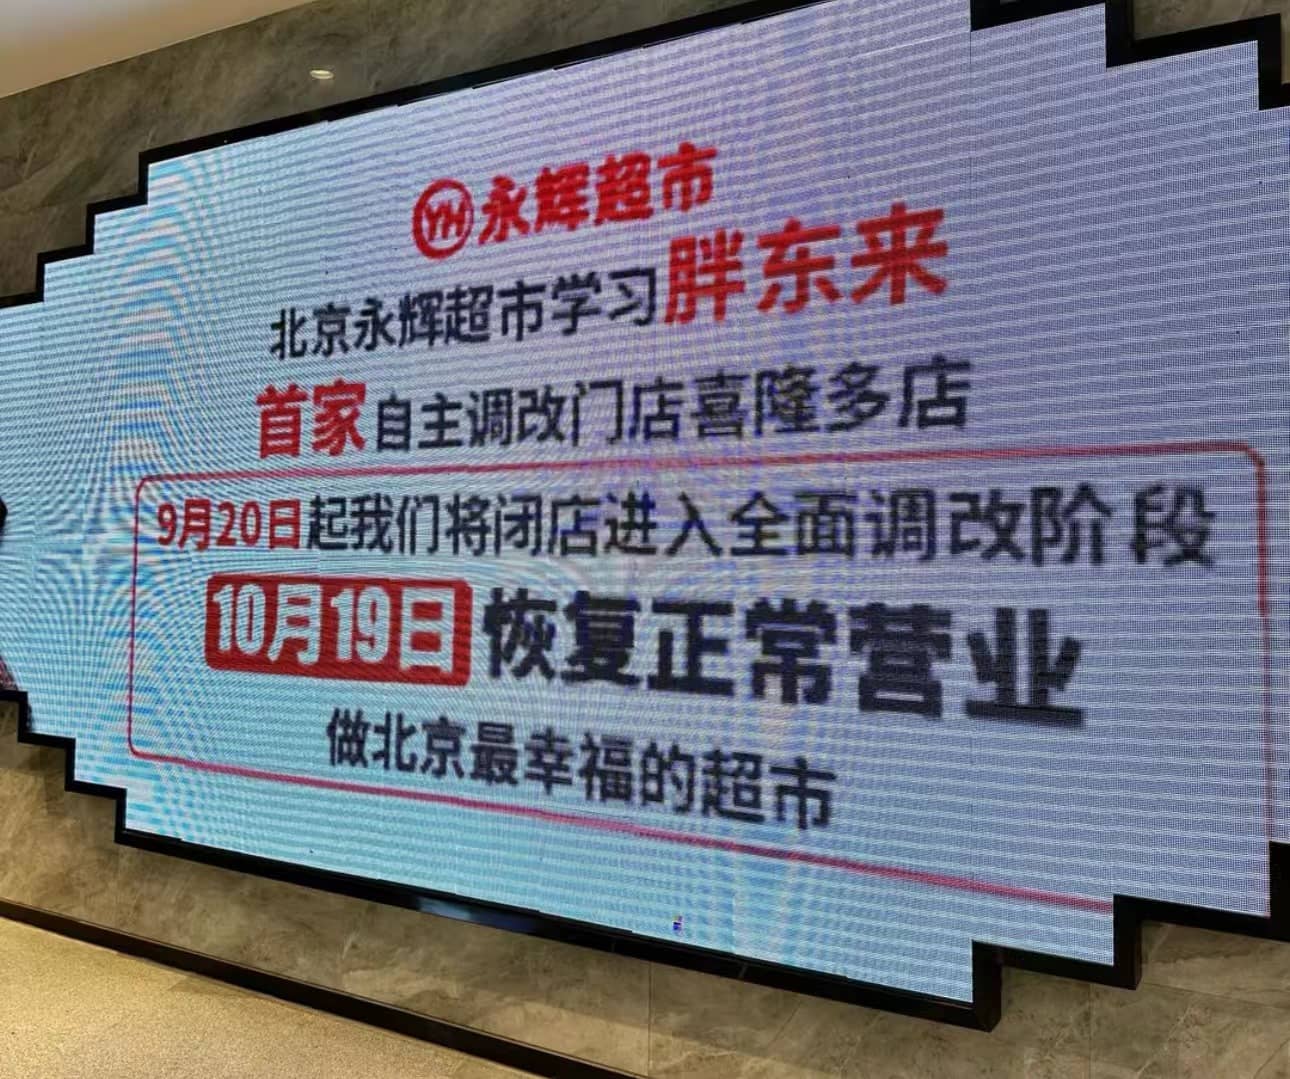 YH永辉超市
北京永辉超市学习胖东来
首家自主调改门店喜隆多店
9月20日起我们将闭店进入全面调改阶段
10月19日恢复正常营业
做北京最幸福的超市